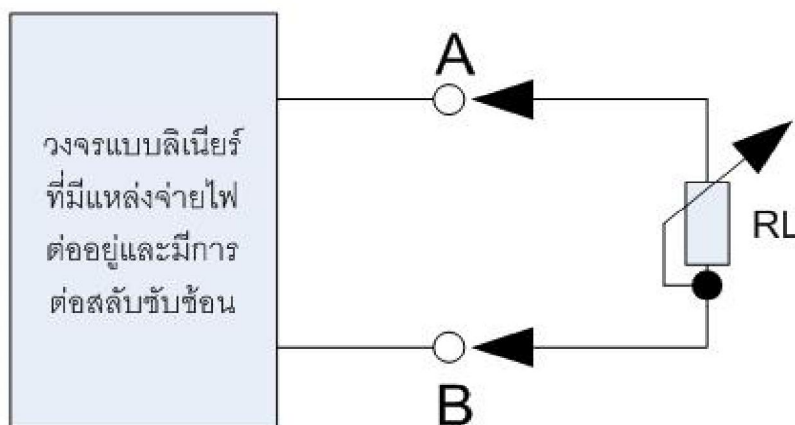 A
วงจรแบบลิเนียร์
ที่มีแหล่งจ่ายไฟ
ต่ออยู่และมีการ
ต่อสลับซับซ้อน
RL
B